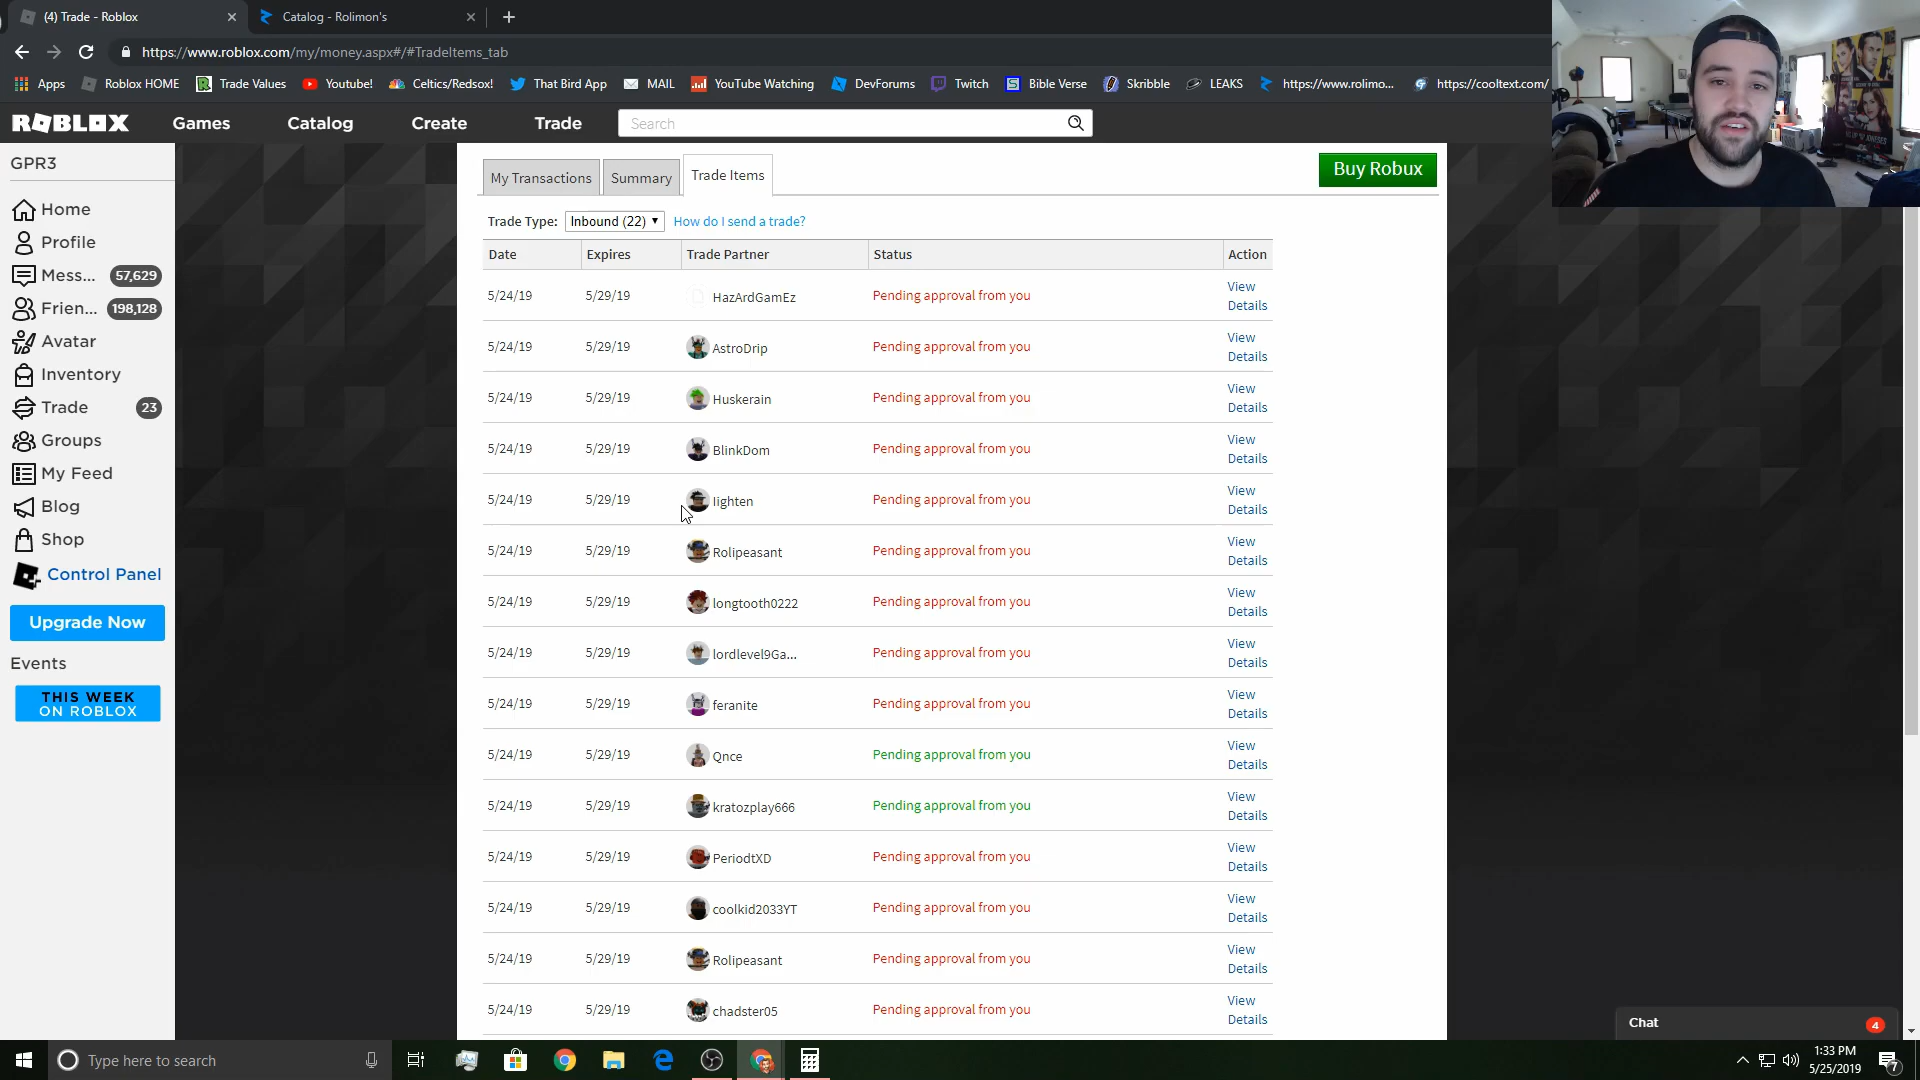 (4) Trade - Roblox
Catalog - Rolimon's
https://www.roblox.com/my/money.aspx#/#TradeItems_tab
Apps Roblox HOME Trade Values Youtube! Celtics/Redsox! That Bird App MAIL YouTube Watching DevForums Twitch Bible Verse Skribble LEAKS https://www.rolimo... https://cooltext.com/
ROBLOX Games Catalog Create Trade Search
GPR3
Home
Profile
Mess... 57,629
Frien... 198,128
Avatar
Inventory
Trade 23
Groups
My Feed
Blog
Shop
Control Panel
Upgrade Now
Events
THIS WEEK
ON ROBLOX
My Transactions Summary Trade Items Buy Robux
Trade Type: Inbound (22) How do I send a trade?
Date Expires Trade Partner Status Action
5/24/19 5/29/19 HazArdGamEz Pending approval from you View Details
5/24/19 5/29/19 AstroDrip Pending approval from you View Details
5/24/19 5/29/19 Huskerain Pending approval from you View Details
5/24/19 5/29/19 BlinkDom Pending approval from you View Details
5/24/19 5/29/19 Iighten Pending approval from you View Details
5/24/19 5/29/19 Rolipeasant Pending approval from you View Details
5/24/19 5/29/19 longtooth0222 Pending approval from you View Details
5/24/19 5/29/19 lordlevel9Ga... Pending approval from you View Details
5/24/19 5/29/19 feranite Pending approval from you View Details
5/24/19 5/29/19 Qnce Pending approval from you View Details
5/24/19 5/29/19 kratozplay666 Pending approval from you View Details
5/24/19 5/29/19 PeriodtXD Pending approval from you View Details
5/24/19 5/29/19 coolkid2033YT Pending approval from you View Details
5/24/19 5/29/19 Rolipeasant Pending approval from you View Details
5/24/19 5/29/19 chadster05 Pending approval from you View Details
Chat 4
Type here to search
1:33 PM
5/25/2019
7